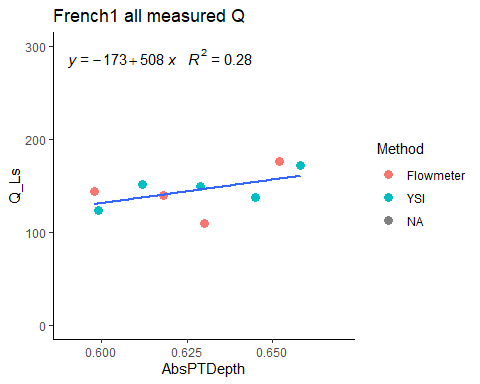 French1 all measured Q
y = −173+508 x R² = 0.28
300
200
100
0
Q_Ls
0.600 0.625 0.650
AbsPTDepth
Method
Flowmeter
YSI
NA